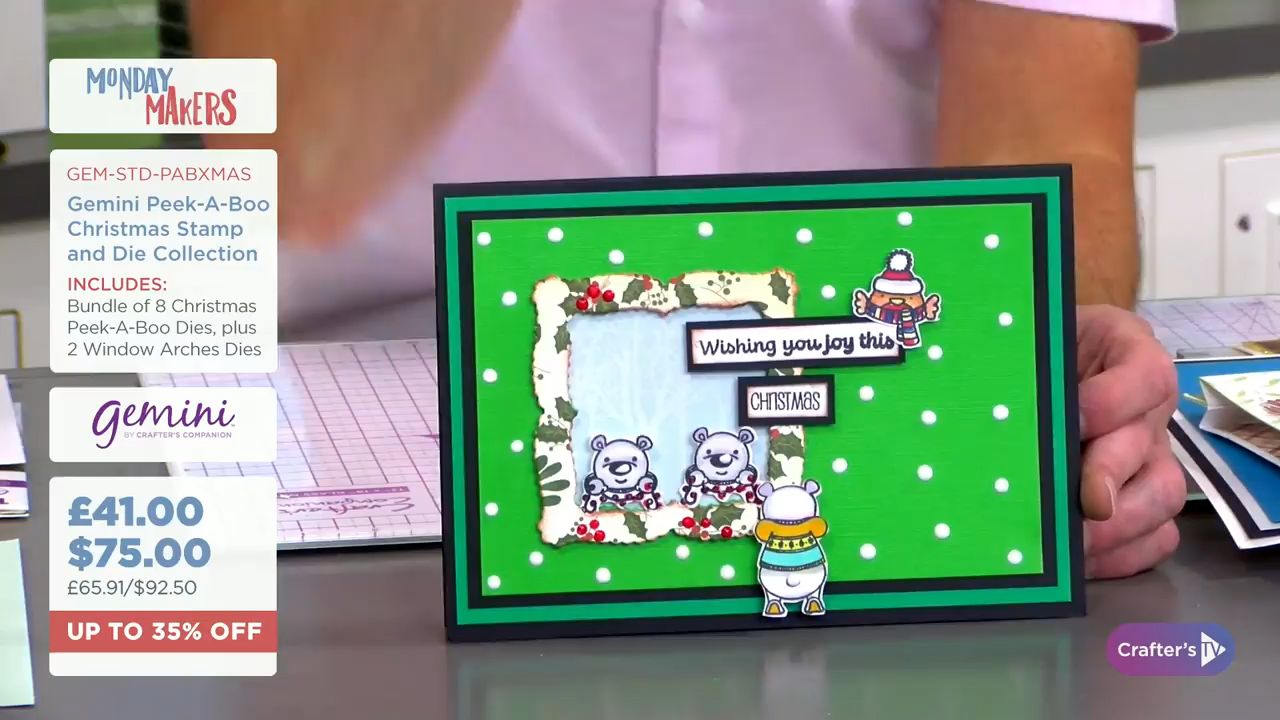 MONDAY
MAKERS
GEM-STD-PABXMAS
Gemini Peek-A-Boo
Christmas Stamp
and Die Collection
INCLUDES:
Bundle of 8 Christmas
Peek-A-Boo Dies, plus
2 Window Arches Dies
gemini
BY CRAFTER'S COMPANION
£41.00
$75.00
£65.91/$92.50
UP TO 35% OFF
Wishing you joy this
CHRISTMAS
Crafter's TV